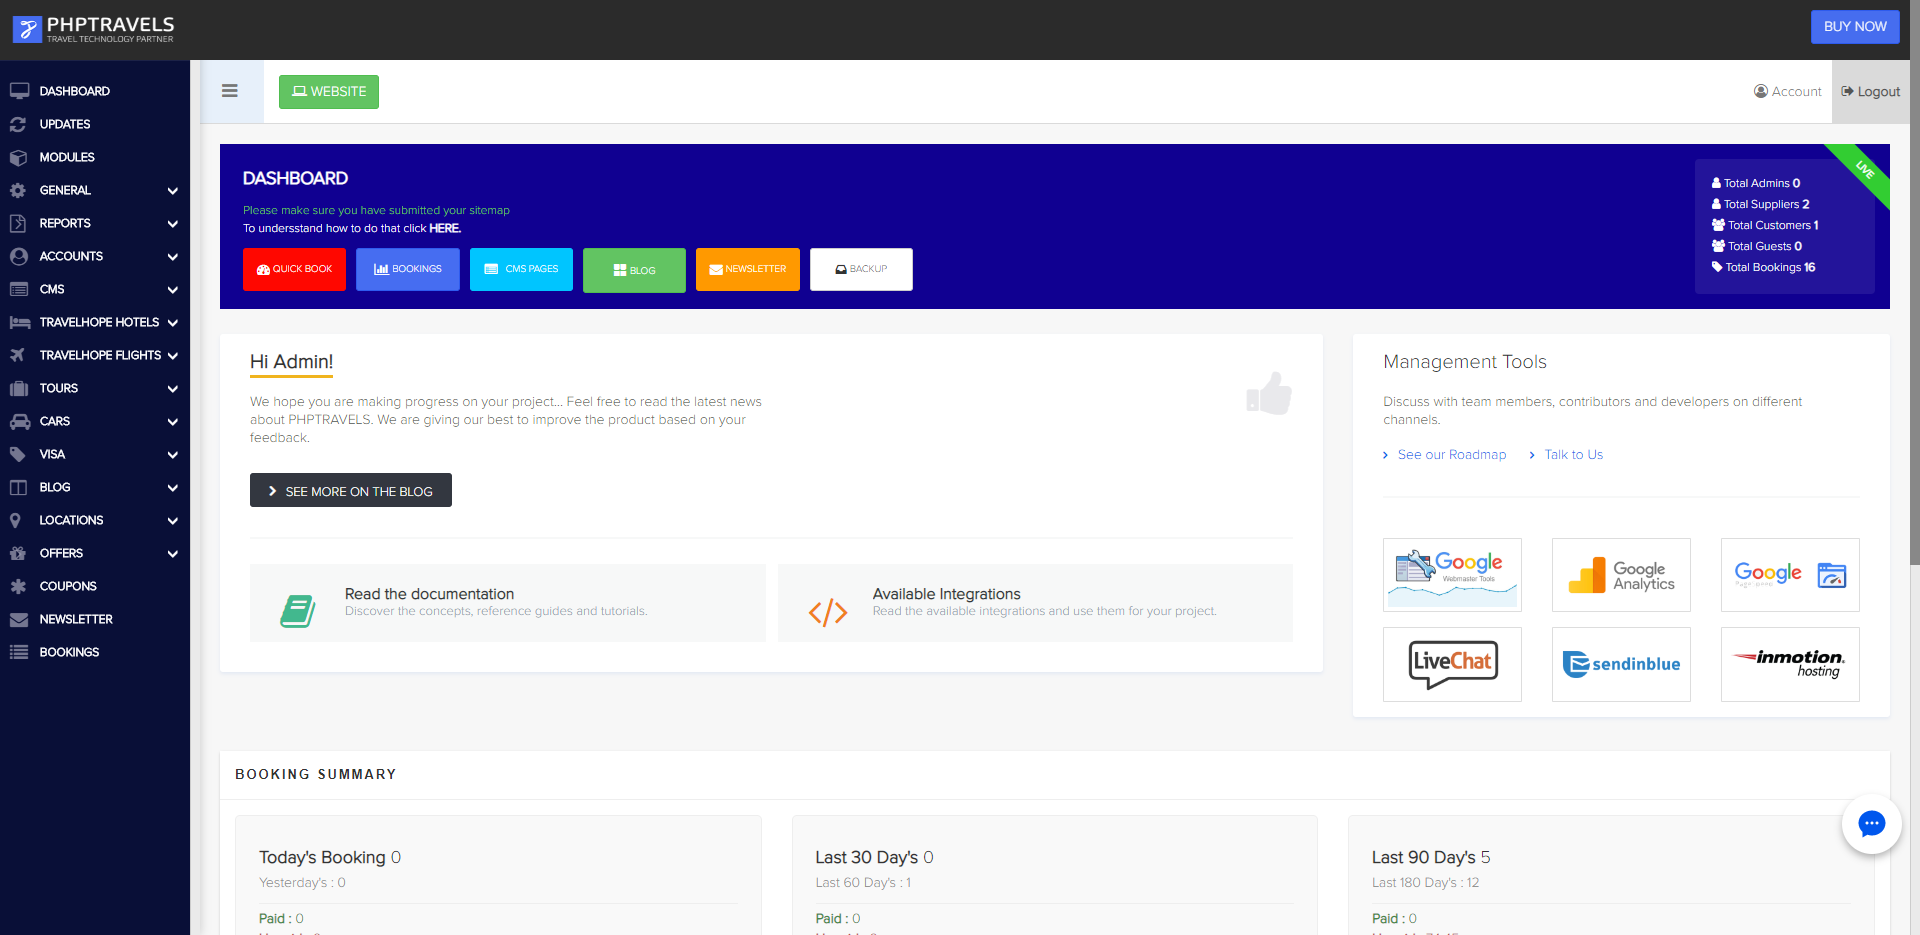 PHPTRAVELS
TRAVEL TECHNOLOGY PARTNER
BUY NOW
DASHBOARD
UPDATES
MODULES
GENERAL
REPORTS
ACCOUNTS
CMS
TRAVELHOPE HOTELS
TRAVELHOPE FLIGHTS
TOURS
CARS
VISA
BLOG
LOCATIONS
OFFERS
COUPONS
NEWSLETTER
BOOKINGS
WEBSITE
Account
Logout
DASHBOARD
Please make sure you have submitted your sitemap
To undersstand how to do that click HERE.
QUICK BOOK
BOOKINGS
CMS PAGES
BLOG
NEWSLETTER
BACKUP
LIVE
Total Admins 0
Total Suppliers 2
Total Customers 1
Total Guests 0
Total Bookings 16
Hi Admin!
We hope you are making progress on your project... Feel free to read the latest news
about PHPTRAVELS. We are giving our best to improve the product based on your
feedback.
SEE MORE ON THE BLOG
Read the documentation
Discover the concepts, reference guides and tutorials.
Available Integrations
Read the available integrations and use them for your project.
Management Tools
Discuss with team members, contributors and developers on different
channels.
See our Roadmap
Talk to Us
Google
Webmaster Tools
Google
Analytics
Google
LiveChat
sendinblue
inmotion
hosting
BOOKING SUMMARY
Today's Booking 0
Yesterday's : 0
Paid : 0
Last 30 Day's 0
Last 60 Day's : 1
Paid : 0
Last 90 Day's 5
Last 180 Day's : 12
Paid : 0